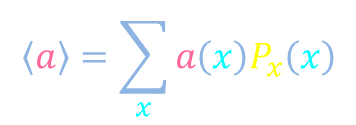 ⟨a⟩ = ∑ₓ a(x)Pₓ(x)